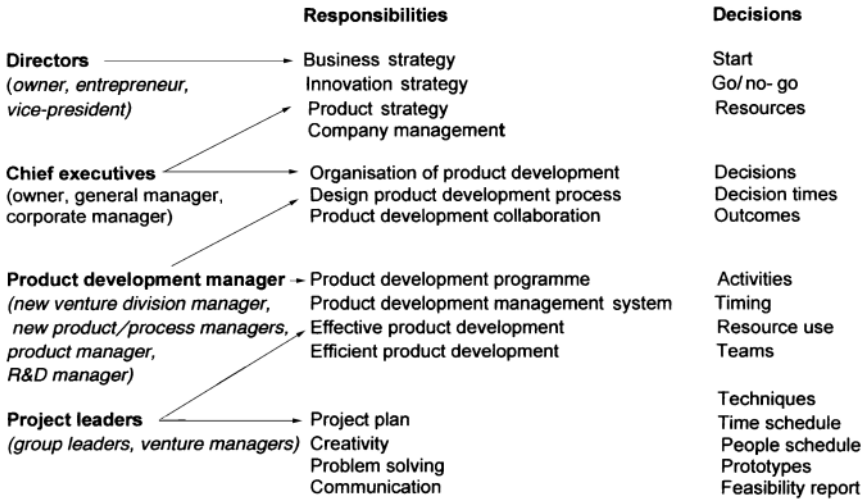 Responsibilities Decisions
Directors Business strategy Start
(owner, entrepreneur, Innovation strategy Go/no-go
vice-president) Product strategy Resources
Company management
Chief executives Organisation of product development Decisions
(owner, general manager, Design product development process Decision times
corporate manager) Product development collaboration Outcomes
Product development manager Product development programme Activities
(new venture division manager, Product development management system Timing
new product/process managers, Effective product development Resource use
product manager, Efficient product development Teams
R&D manager)
Techniques
Project leaders Project plan Time schedule
(group leaders, venture managers) Creativity People schedule
Problem solving Prototypes
Communication Feasibility report